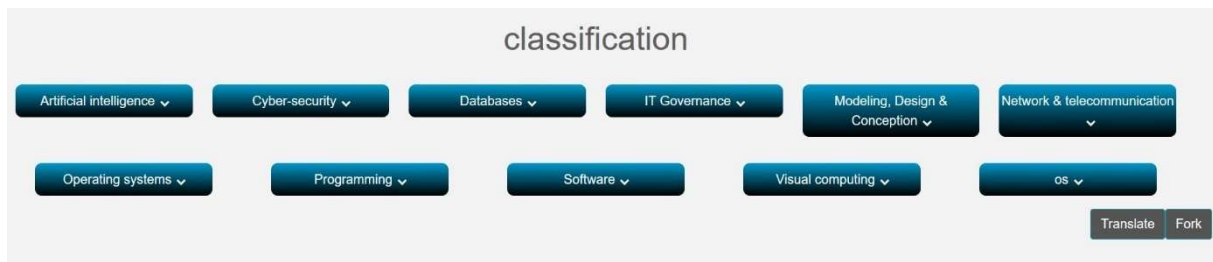 classification
Artificial intelligence
Cyber-security
Databases
IT Governance
Modeling, Design &
Conception
Network & telecommunication
Operating systems
Programming
Software
Visual computing
os
Translate
Fork